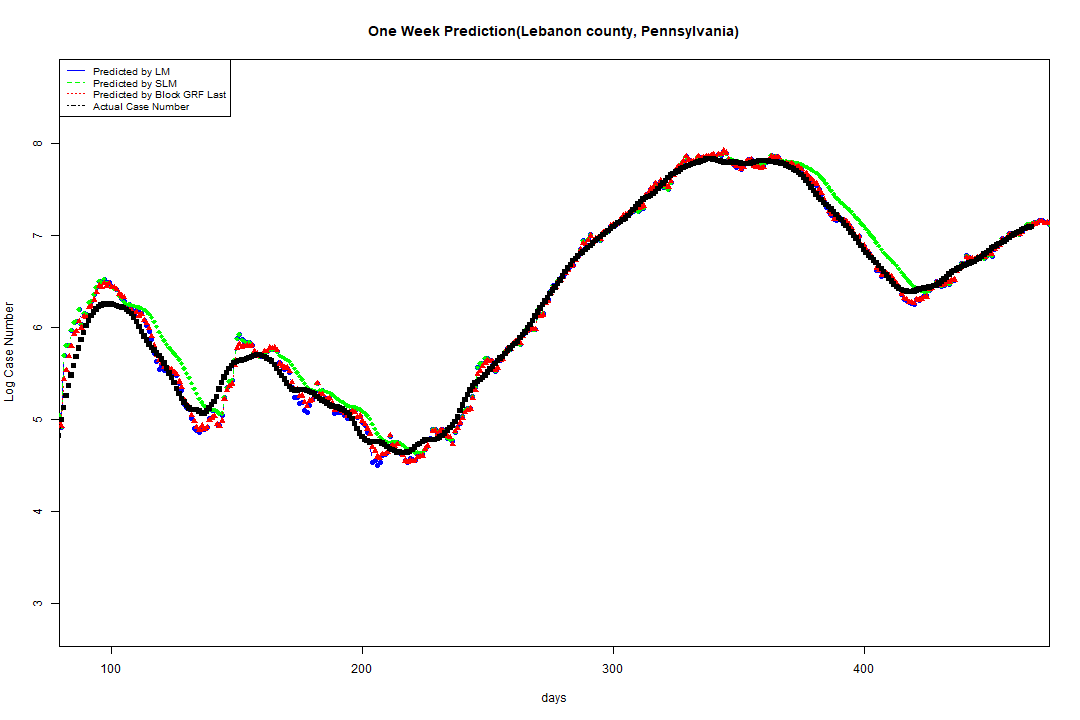 One Week Prediction(Lebanon county, Pennsylvania)
Predicted by LM
Predicted by SLM
Predicted by Block GRF Last
Actual Case Number
8
7
6
5
4
3
Log Case Number
100 200 300 400
days